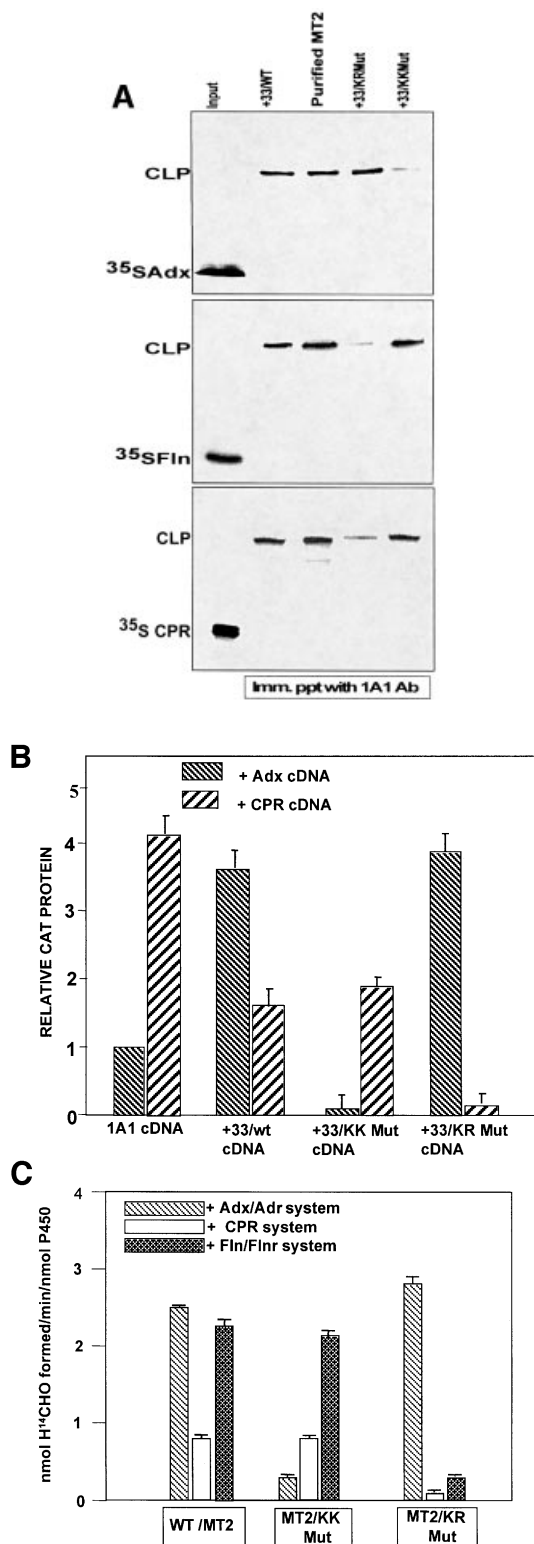 A
Input
+33/WT
Purified MT2
+33/KRMut
+33/KKMut
CLP
35SAdx
CLP
35SFln
CLP
35S CPR
Imm. ppt with 1A1 Ab
B
+ Adx cDNA
+ CPR cDNA
RELATIVE CAT PROTEIN
5
4
3
2
1
0
1A1 cDNA
+33/wt
cDNA
+33/KK Mut
cDNA
+33/KR Mut
cDNA
C
+ Adx/Adr system
+ CPR system
+ Fln/Flnr system
nmol H¹⁴CHO formed/min/nmol P450
4
3
2
1
0
WT /MT2
MT2/KK
Mut
MT2/KR
Mut